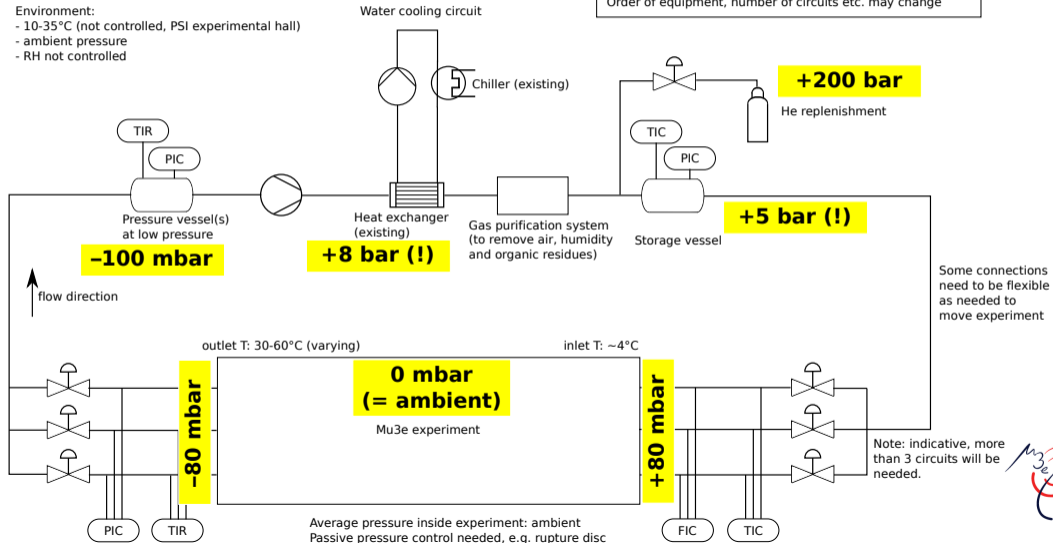 Order of equipment, number of circuits etc. may change
Environment:
- 10-35°C (not controlled, PSI experimental hall)
- ambient pressure
- RH not controlled
Water cooling circuit
Chiller (existing)
+200 bar
He replenishment
TIR
PIC
TIC
PIC
Pressure vessel(s)
at low pressure
–100 mbar
Heat exchanger
(existing)
+8 bar (!)
Gas purification system
(to remove air, humidity
and organic residues)
Storage vessel
+5 bar (!)
flow direction
Some connections
need to be flexible
as needed to
move experiment
outlet T: 30-60°C (varying)
inlet T: ~4°C
–80 mbar
0 mbar
(= ambient)
Mu3e experiment
+80 mbar
Note: indicative, more
than 3 circuits will be
needed.
μ3e
PIC
TIR
FIC
TIC
Average pressure inside experiment: ambient
Passive pressure control needed, e.g. rupture disc